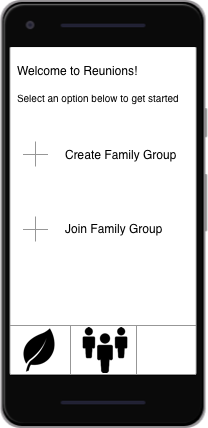 Welcome to Reunions!
Select an option below to get started
Create Family Group
Join Family Group